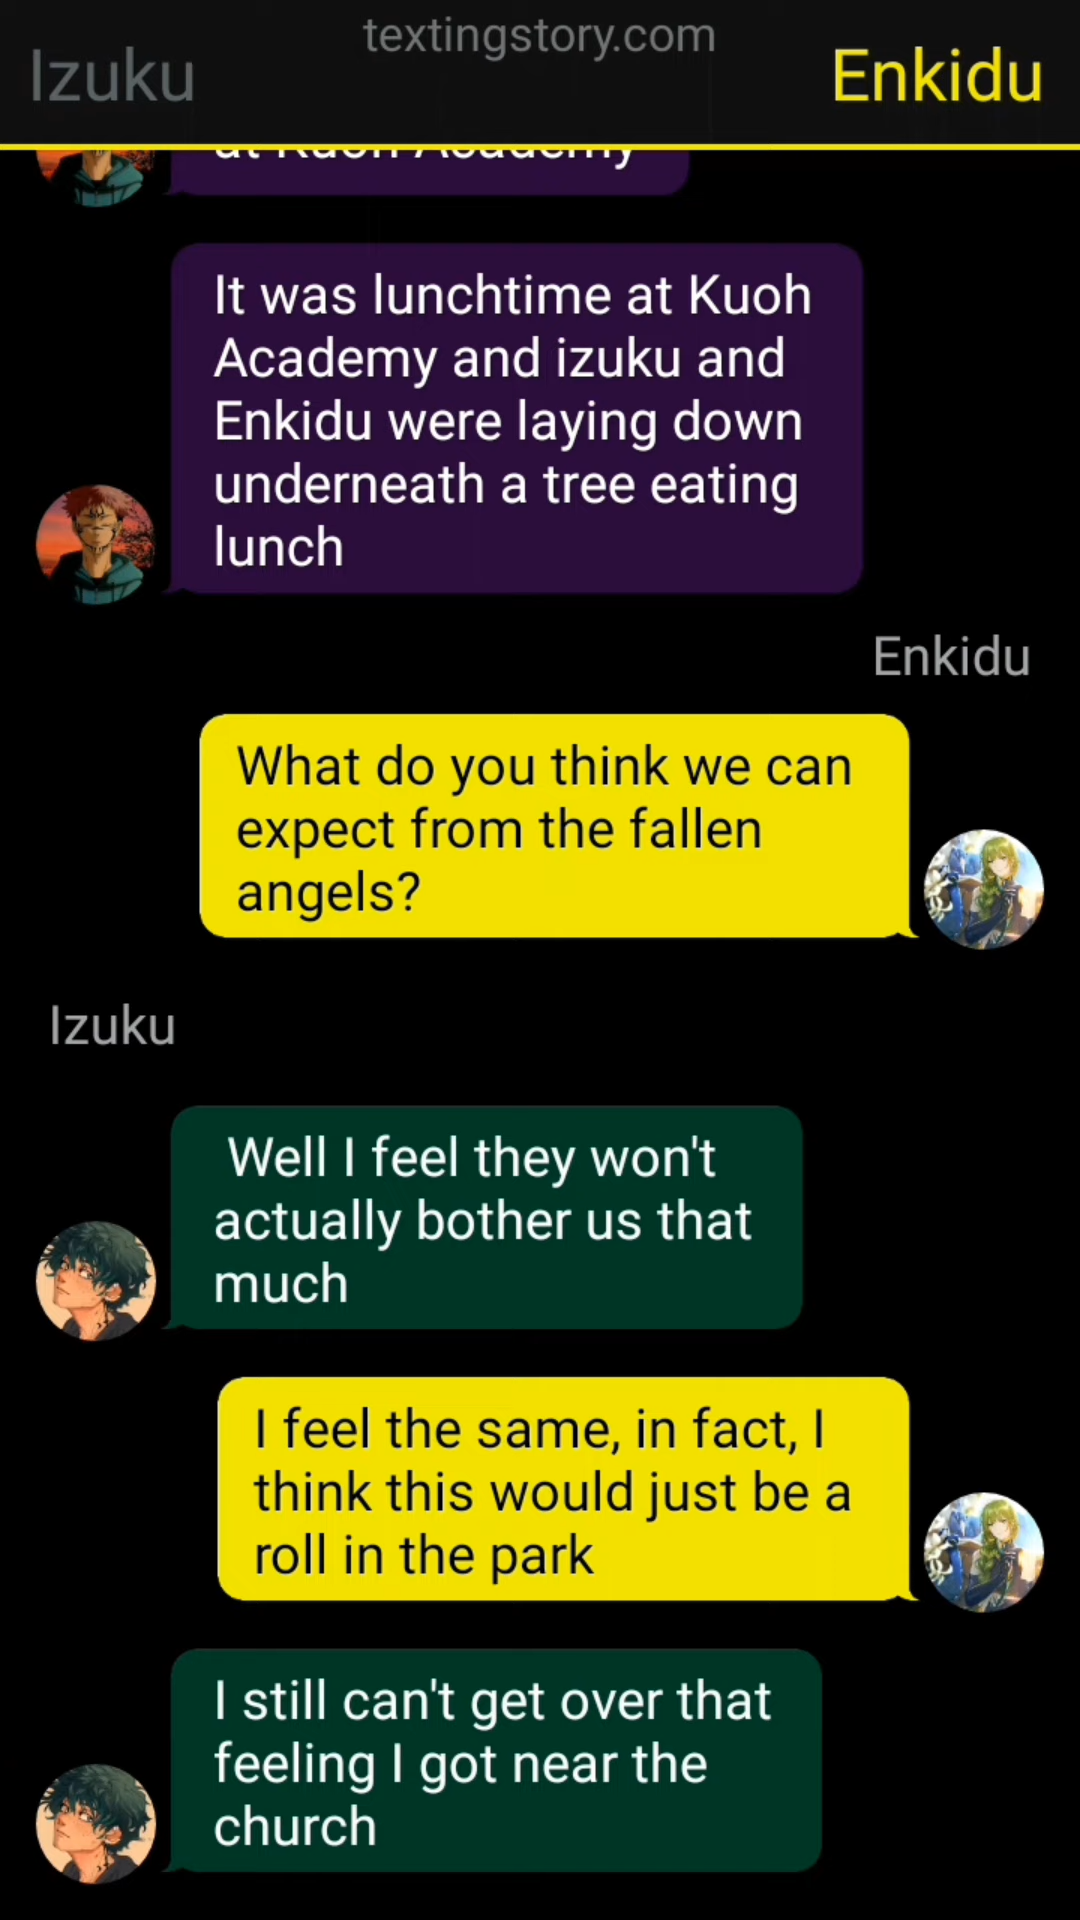 textingstory.com
Izuku
Enkidu
at Kuoh Academy
It was lunchtime at Kuoh
Academy and izuku and
Enkidu were laying down
underneath a tree eating
lunch
Enkidu
What do you think we can
expect from the fallen
angels?
Izuku
Well I feel they won't
actually bother us that
much
I feel the same, in fact, I
think this would just be a
roll in the park
I still can't get over that
feeling I got near the
church